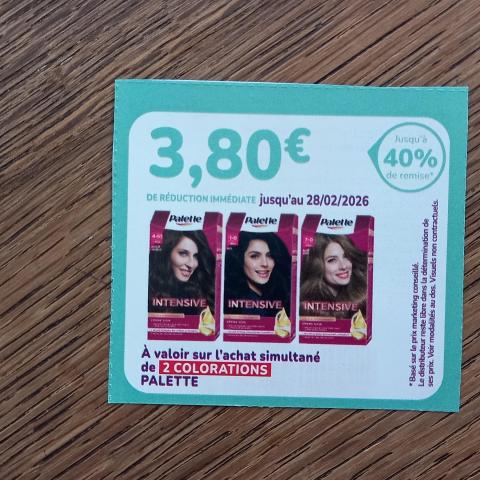 3,80€
DE RÉDUCTION IMMÉDIATE jusqu'au 28/02/2026
Jusqu'à
40%
de remise*
Palette
INTENSIVE
Palette
INTENSIVE
Palette
INTENSIVE
À valoir sur l'achat simultané
de 2 COLORATIONS
PALETTE
* Basé sur le prix marketing conseillé.
Le distributeur reste libre dans la détermination de
ses prix. Voir modalités au dos. Visuels non contractuels.